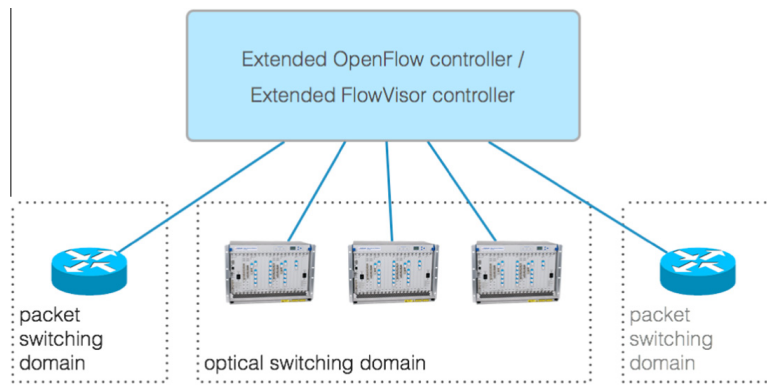 Extended OpenFlow controller /
Extended FlowVisor controller
packet
switching
domain
optical switching domain
packet
switching
domain